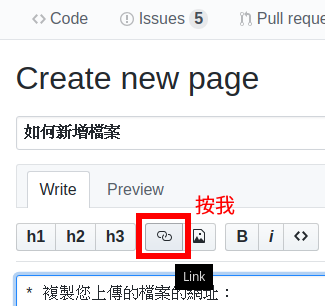 Code Issues 5 Pull reque
Create new page
如何新增檔案
Write Preview
按我
h1 h2 h3 B i
Link
* 複製您上傳的檔案的網址：